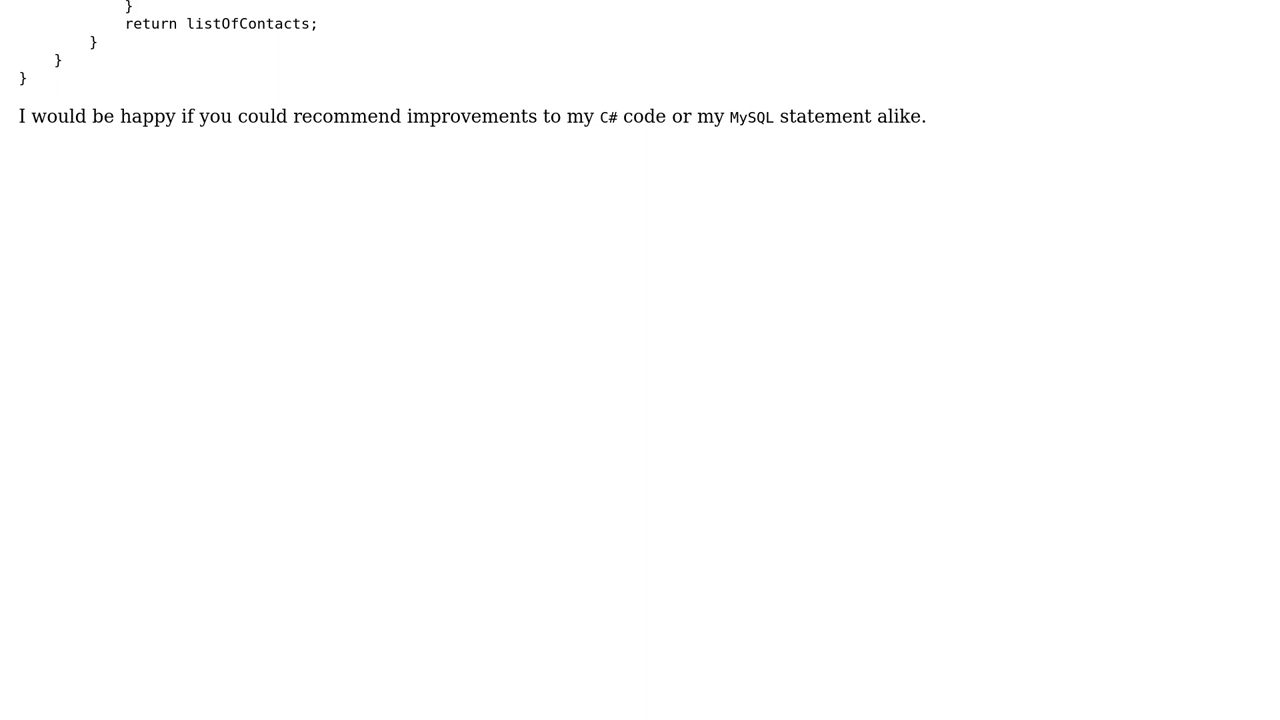 }
return listOfContacts;
}
}
}
I would be happy if you could recommend improvements to my C# code or my MySQL statement alike.